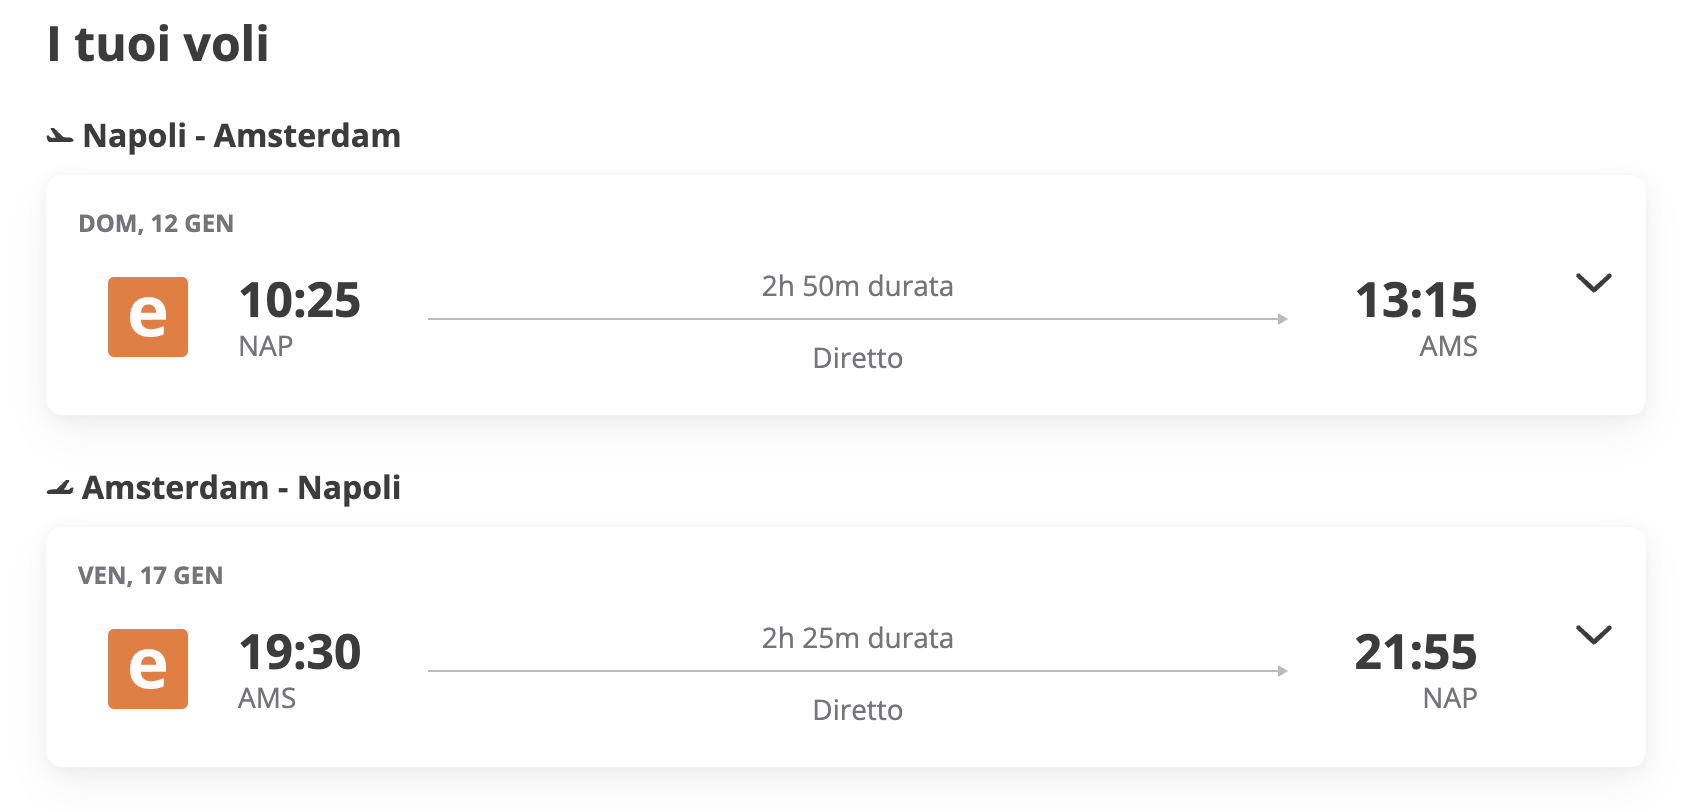 I tuoi voli
Napoli - Amsterdam
DOM, 12 GEN
e
10:25
NAP
2h 50m durata
Diretto
13:15
AMS
Amsterdam - Napoli
VEN, 17 GEN
e
19:30
AMS
2h 25m durata
Diretto
21:55
NAP